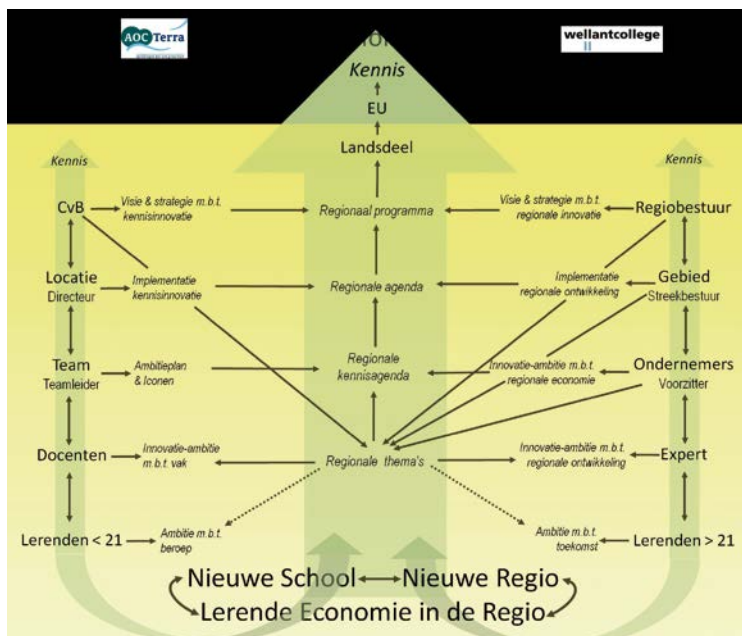 AOC Terra
wellantcollege
Kennis
EU
Landsdeel
Kennis
Kennis
CvB
Visie & strategie m.b.t.
kennisinnovatie
Regionaal programma
Visie & strategie m.b.t.
regionale innovatie
Regiobestuur
Locatie
Directeur
Implementatie
kennisinnovatie
Regionale agenda
Implementatie
regionale ontwikkeling
Gebied
Streekbestuur
Team
Teamleider
Ambitieplan
& Iconen
Regionale
kennisagenda
Innovatie-ambitie m.b.t.
regionale economie
Ondernemers
Voorzitter
Docenten
Innovatie-ambitie
m.b.t. vak
Regionale thema's
Innovatie-ambitie m.b.t.
regionale ontwikkeling
Expert
Lerenden < 21
Ambitie m.b.t.
beroep
Ambitie m.b.t.
toekomst
Lerenden > 21
Nieuwe School
Nieuwe Regio
Lerende Economie in de Regio